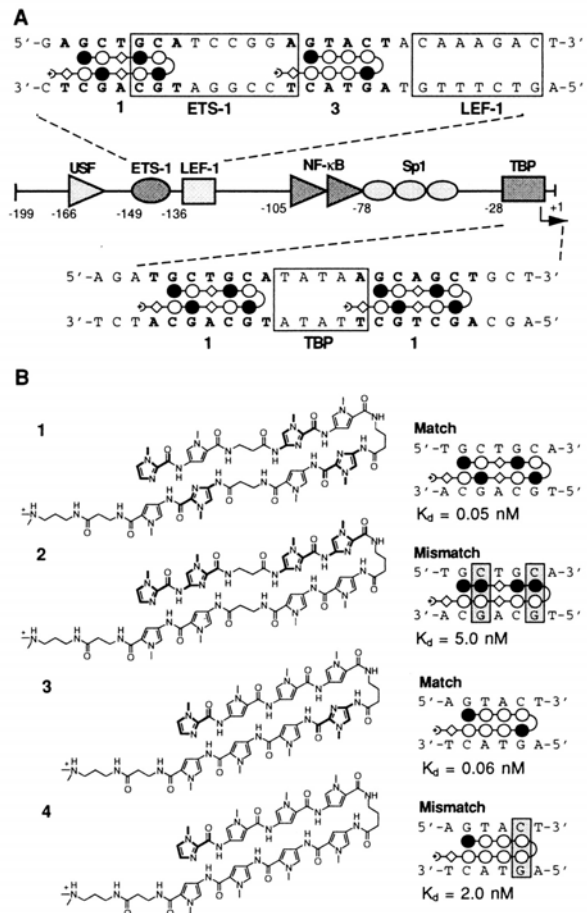 A
5'-G A G C T G C A T C C G G A G T A C T A C A A A G A C T-3'
3'-C T C G A C G T A G G C C T C A T G A T G T T T C T G A-5'
1 ETS-1 3 LEF-1
USF ETS-1 LEF-1 NF-κB Sp1 TBP
-199 -166 -149 -136 -105 -78 -28 +1
5'-A G A T G C T G C A T A T A A G C A G C T G C T-3'
3'-T C T A C G A C G T A T A T T C G T C G A C G A-5'
1 TBP 1
B
1
Match
5'-T G C T G C A-3'
3'-A C G A C G T-5'
Kd = 0.05 nM
2
Mismatch
5'-T G C T G C A-3'
3'-A C G A C G T-5'
Kd = 5.0 nM
3
Match
5'-A G T A C T-3'
3'-T C A T G A-5'
Kd = 0.06 nM
4
Mismatch
5'-A G T A C T-3'
3'-T C A T G A-5'
Kd = 2.0 nM